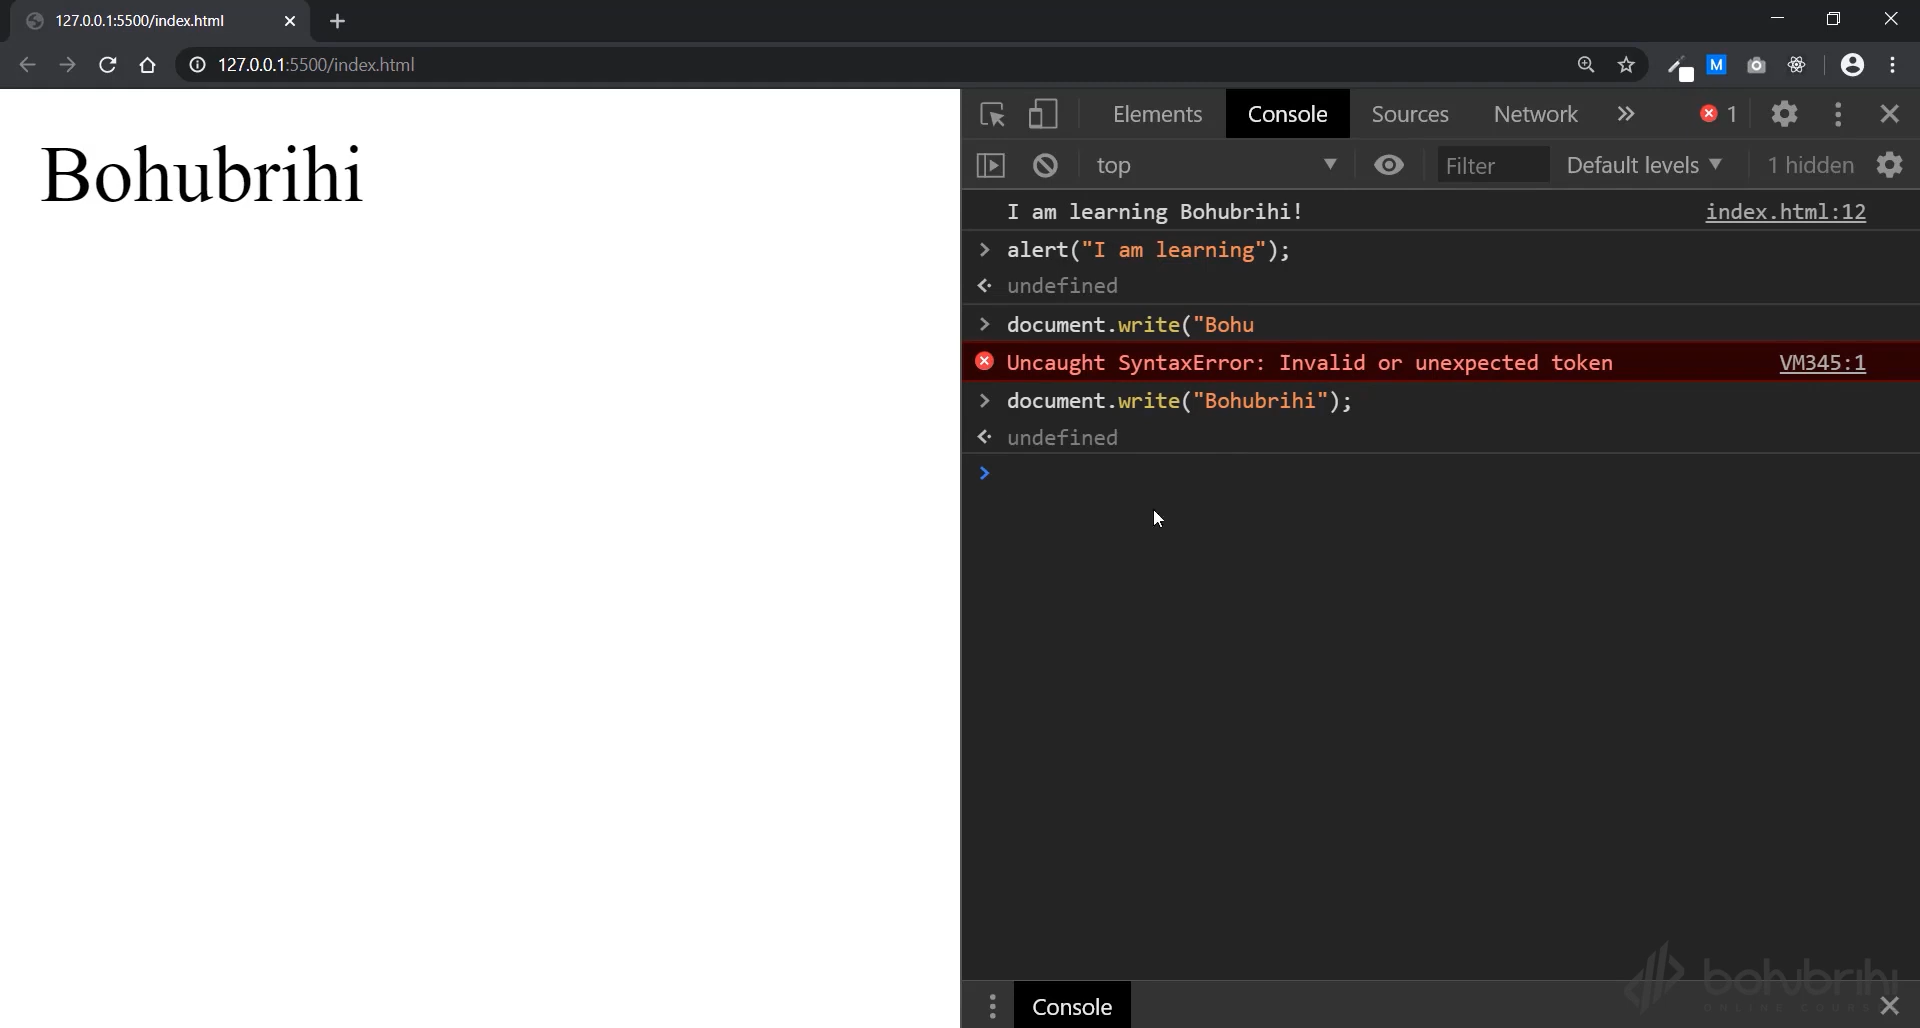 127.0.0.1:5500/index.html
127.0.0.1:5500/index.html
M
Bohubrihi
Elements Console Sources Network » 1
top Filter Default levels 1 hidden
I am learning Bohubrihi! index.html:12
> alert("I am learning");
undefined
> document.write("Bohu
Uncaught SyntaxError: Invalid or unexpected token VM345:1
> document.write("Bohubrihi");
undefined
>
bohubrihi
ONLINE COURS
Console